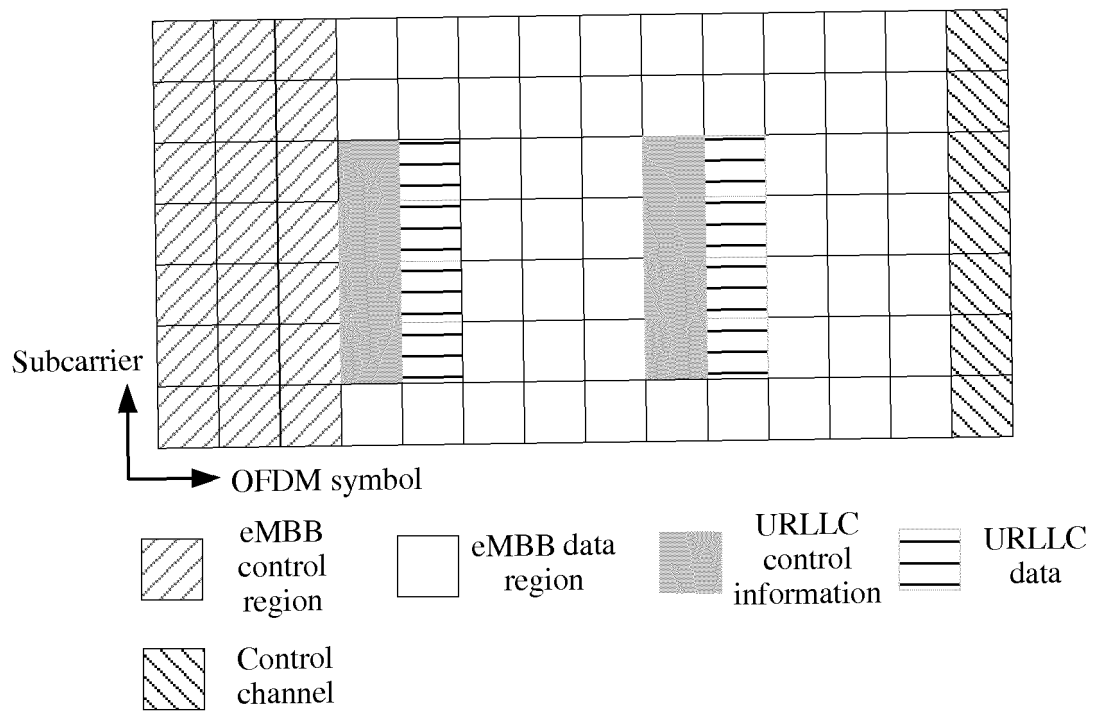 Subcarrier
OFDM symbol
eMBB
control
region
eMBB data
region
URLLC
control
information
URLLC
data
Control
channel